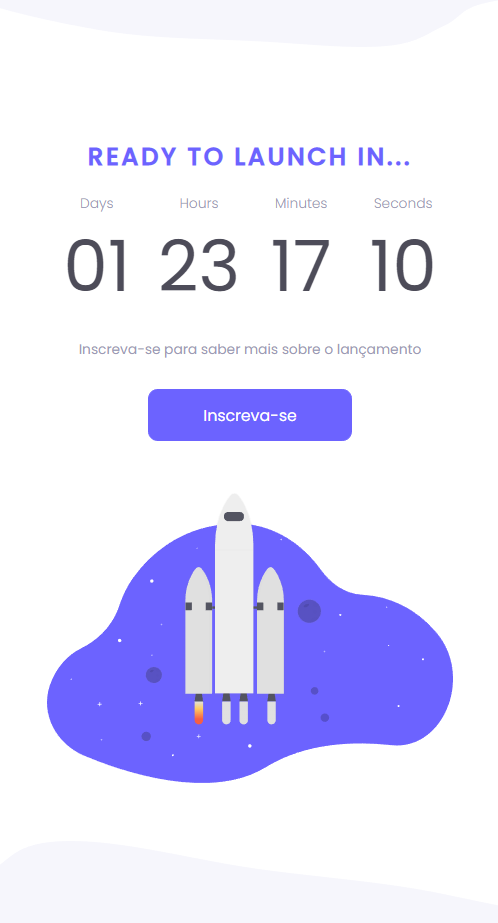 READY TO LAUNCH IN...
Days Hours Minutes Seconds
01 23 17 10
Inscreva-se para saber mais sobre o lançamento
Inscreva-se